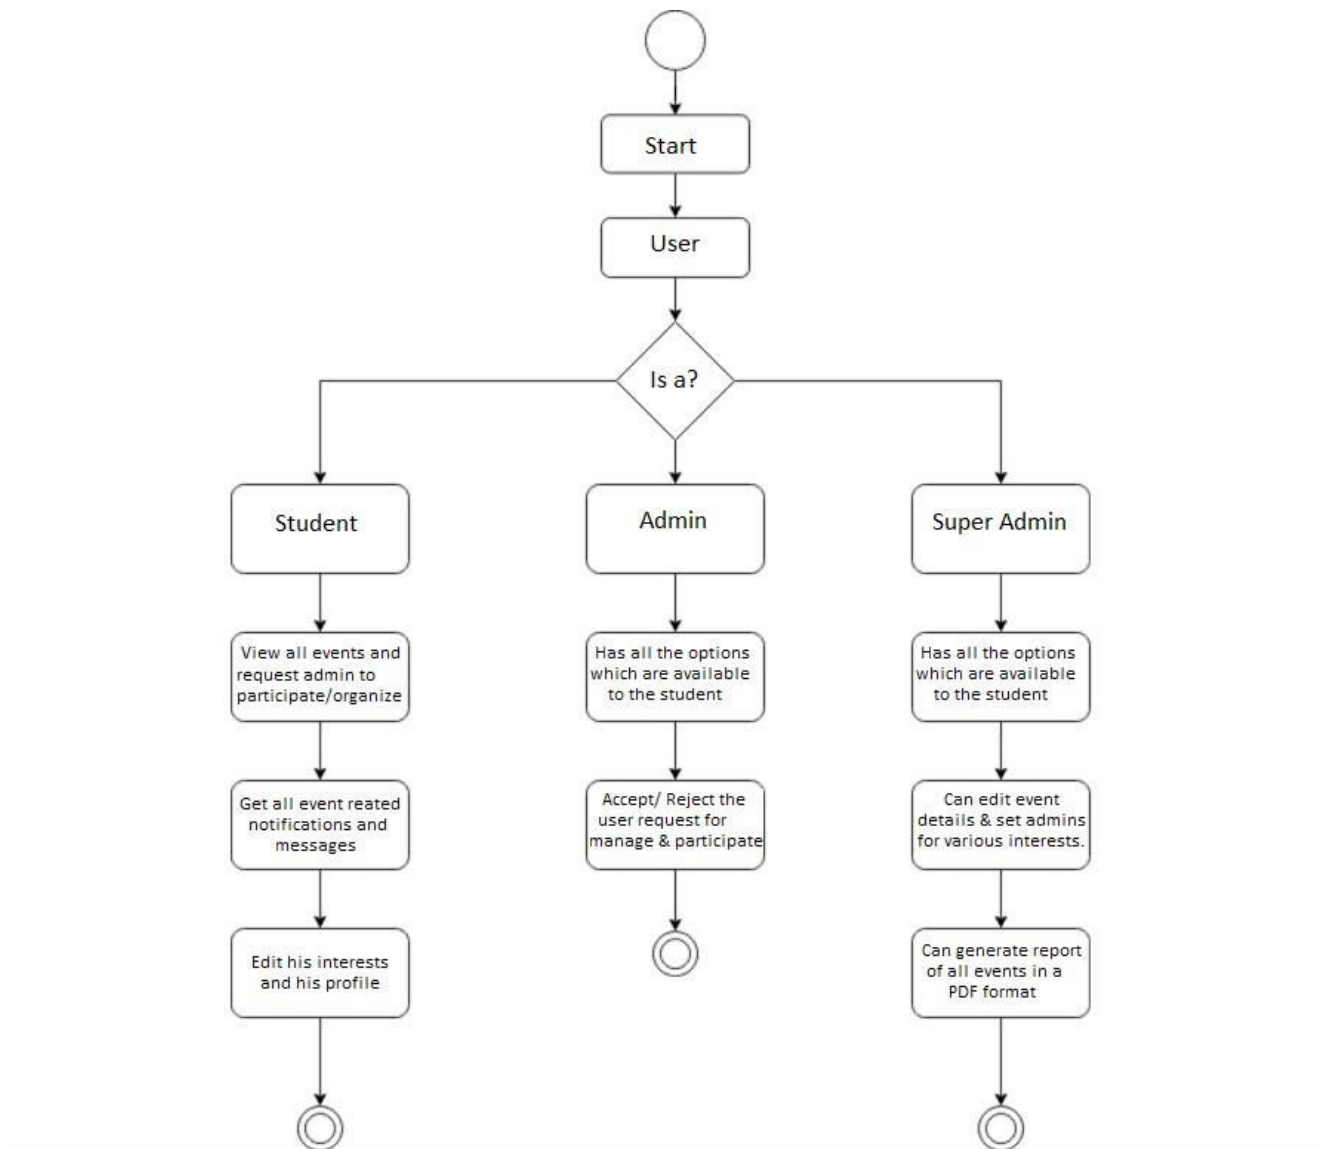 Start
User
Is a?
Student
Admin
Super Admin
View all events and
request admin to
participate/organize
Has all the options
which are available
to the student
Has all the options
which are available
to the student
Get all event reated
notifications and
messages
Accept/ Reject the
user request for
manage & participate
Can edit event
details & set admins
for various interests.
Edit his interests
and his profile
Can generate report
of all events in a
PDF format